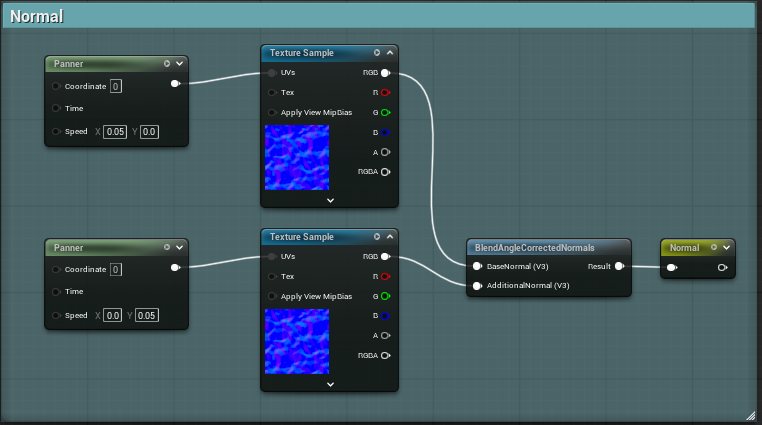 Normal
Panner
Coordinate 0
Time
Speed X 0.05 Y 0.0
Texture Sample
UVs RGB
Tex R
Apply View MipBias G
B
A
RGBA
Panner
Coordinate 0
Time
Speed X 0.0 Y 0.05
Texture Sample
UVs RGB
Tex R
Apply View MipBias G
B
A
RGBA
BlendAngleCorrectedNormals
BaseNormal (V3) Result
AdditionalNormal (V3)
Normal